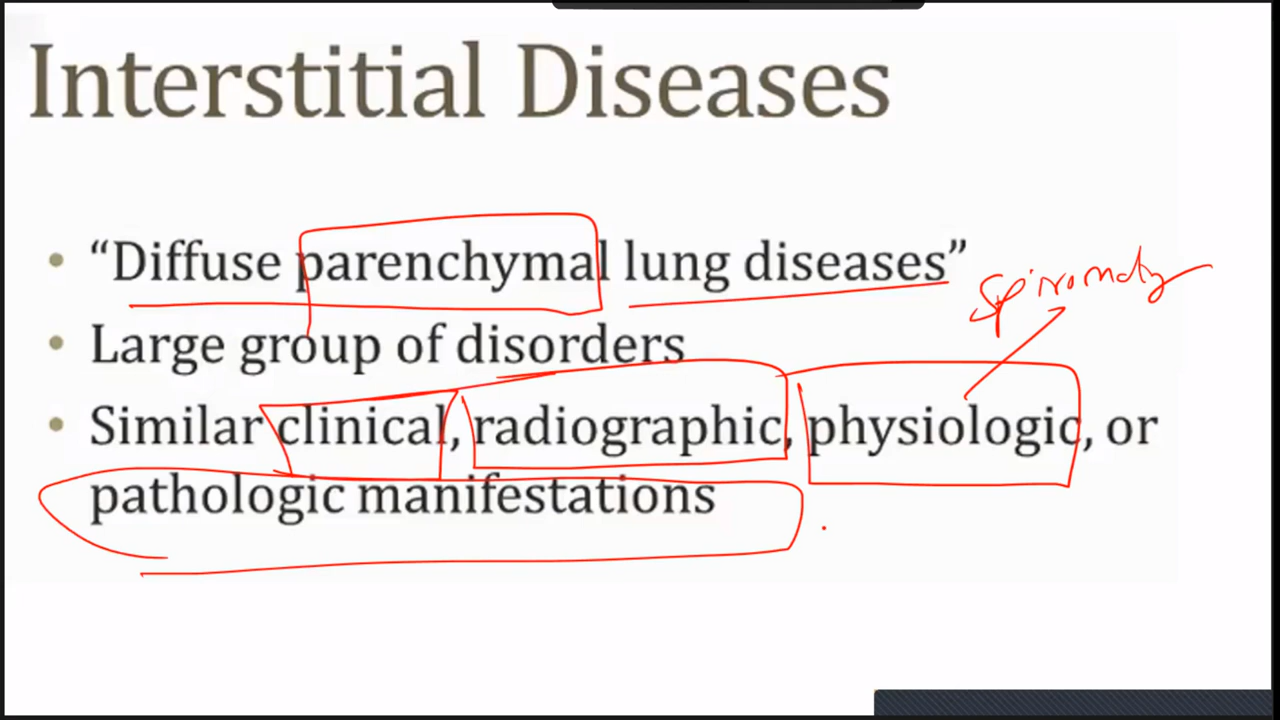 Interstitial Diseases
• “Diffuse parenchymal lung diseases”
spirometry
• Large group of disorders
• Similar clinical, radiographic, physiologic, or
pathologic manifestations